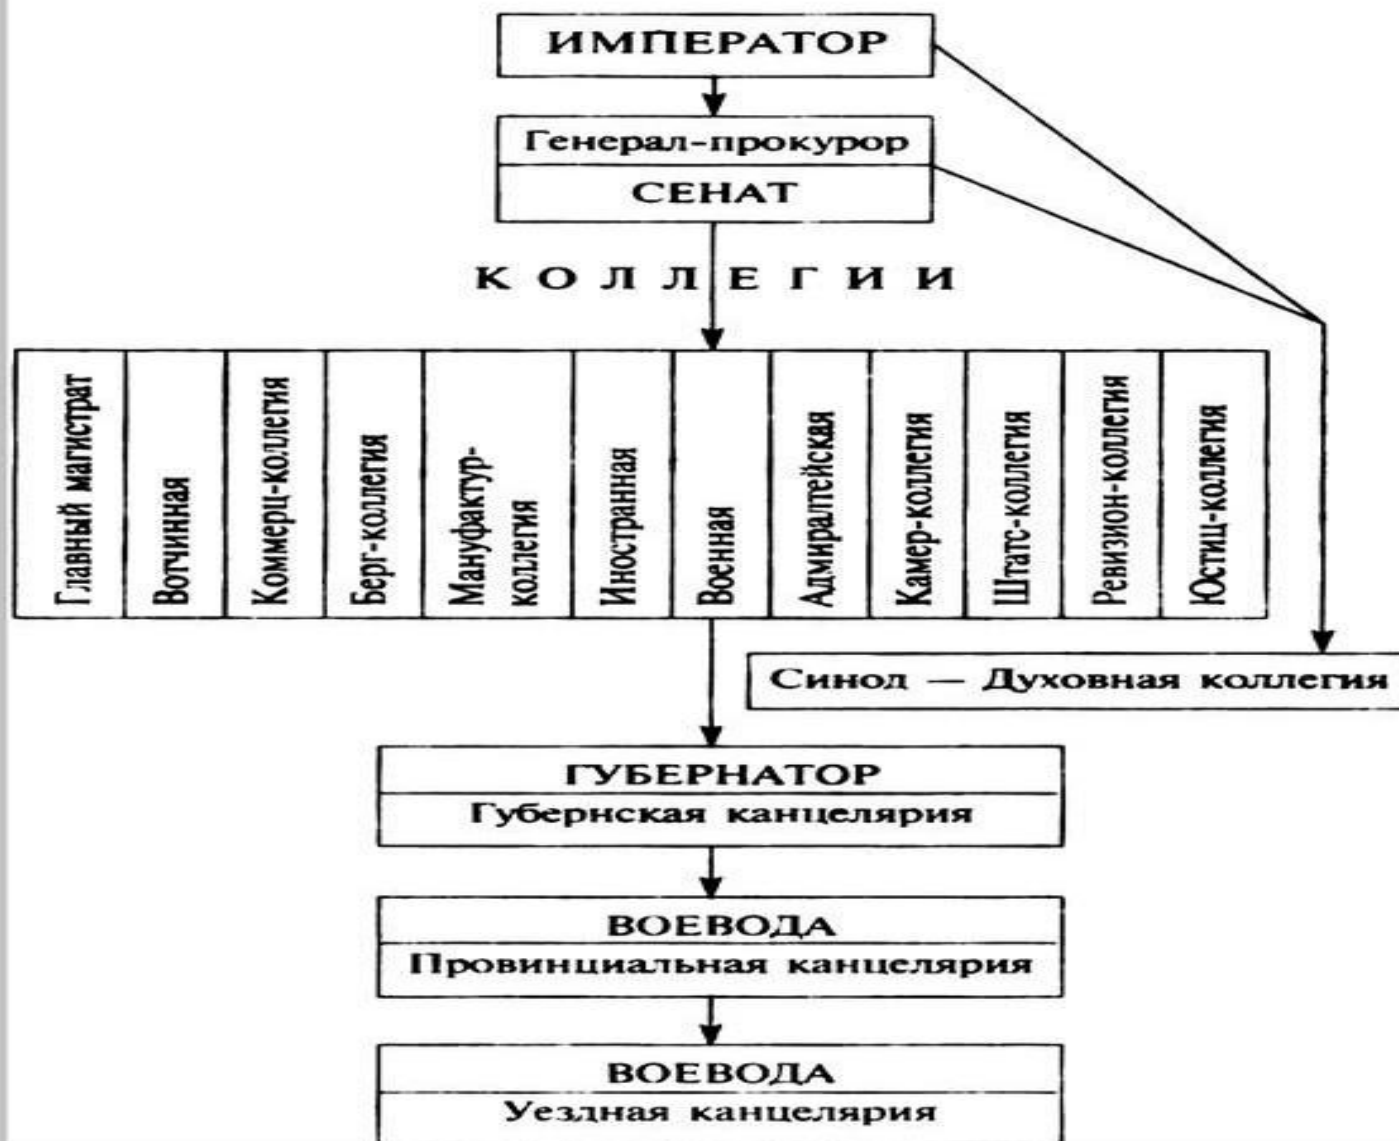 ИМПЕРАТОР
Генерал-прокурор
СЕНАТ
КОЛЛЕГИИ
Главный магистрат
Вотчинная
Коммерц-коллегия
Берг-коллегия
Мануфактур-
коллегия
Иностранная
Военная
Адмиралтейская
Камер-коллегия
Штатс-коллегия
Ревизион-коллегия
Юстиц-коллегия
Синод — Духовная коллегия
ГУБЕРНАТОР
Губернская канцелярия
ВОЕВОДА
Провинциальная канцелярия
ВОЕВОДА
Уездная канцелярия